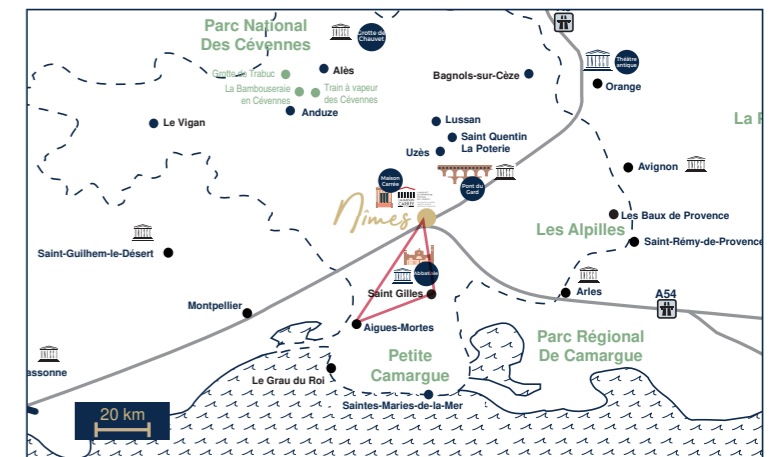 Parc National
Des Cévennes
Grotte de
Chauvet
Théâtre
antique
Grotte de Trabuc
Alès
Bagnols-sur-Cèze
Orange
La Bambouseraie
en Cévennes
Train à vapeur
des Cévennes
Anduze
Le Vigan
Lussan
Saint Quentin
La Poterie
Uzès
La
Avignon
Maison
Carrée
Pont du
Gard
Nîmes
Les Baux de Provence
Les Alpilles
Saint-Rémy-de-Provence
Saint-Guilhem-le-Désert
Abbatiale
Saint Gilles
Arles
A54
Montpellier
Aigues-Mortes
Parc Régional
De Camargue
Petite
Camargue
assonne
Le Grau du Roi
Saintes-Maries-de-la-Mer
20 km